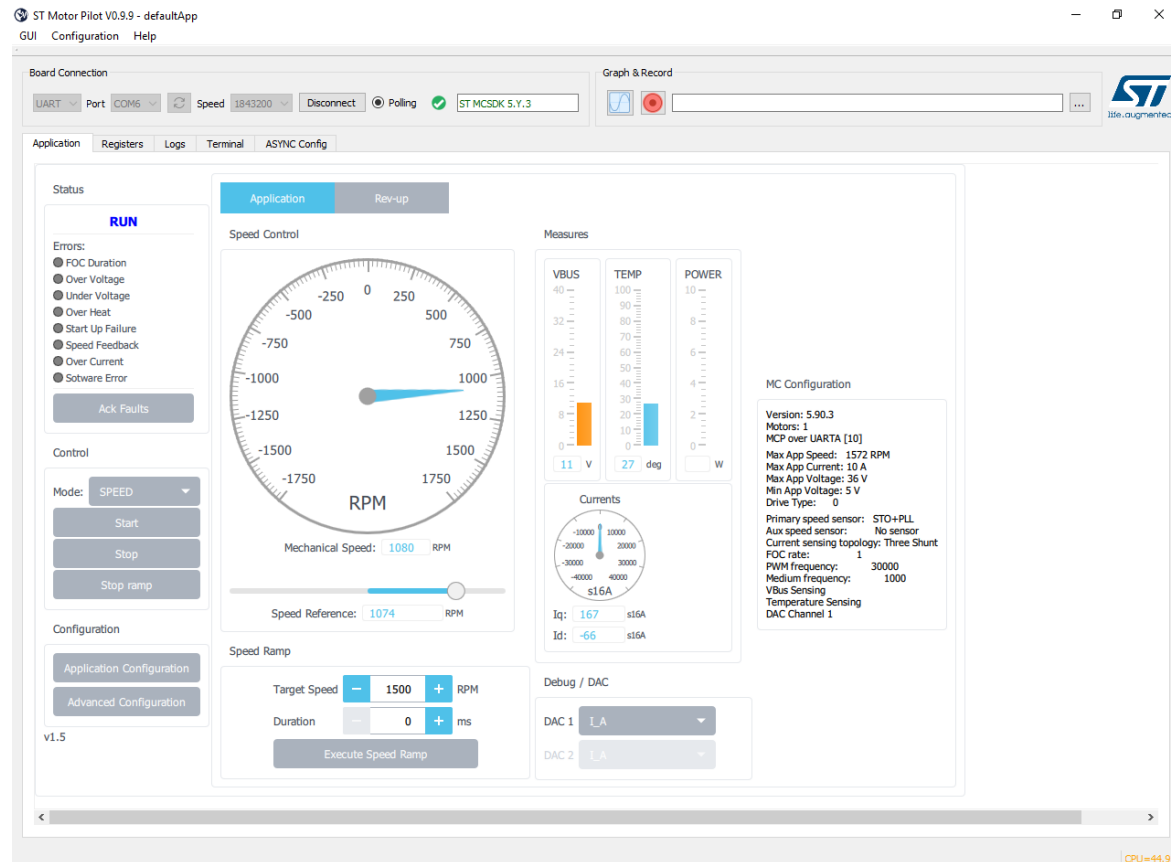 ST Motor Pilot V0.9.9 - defaultApp
GUI Configuration Help
Board Connection
UART Port COM6 Speed 1843200 Disconnect Polling ST MCSDK 5.Y.3
Graph & Record
...
ST
life.augmented
Application Registers Logs Terminal ASYNC Config
Status
RUN
Errors:
FOC Duration
Over Voltage
Under Voltage
Over Heat
Start Up Failure
Speed Feedback
Over Current
Sotware Error
Ack Faults
Control
Mode: SPEED
Start
Stop
Stop ramp
Configuration
Application Configuration
Advanced Configuration
v1.5
Application Rev-up
Speed Control
-250 0 250
-500 500
-750 750
-1000 1000
-1250 1250
-1500 1500
-1750 1750
RPM
Mechanical Speed: 1080 RPM
Speed Reference: 1074 RPM
Speed Ramp
Target Speed - 1500 + RPM
Duration - 0 + ms
Execute Speed Ramp
Measures
VBUS
40
32
24
16
8
0
11 V
TEMP
100
90
80
70
60
50
40
30
20
10
0
27 deg
POWER
10
8
6
4
2
0
W
Currents
-10000 0 10000
-20000 20000
-30000 30000
-40000 40000
s16A
Iq: 167 s16A
Id: -66 s16A
Debug / DAC
DAC 1 I_A
DAC 2 I_A
MC Configuration
Version: 5.90.3
Motors: 1
MCP over UARTA [10]
Max App Speed: 1572 RPM
Max App Current: 10 A
Max App Voltage: 36 V
Min App Voltage: 5 V
Drive Type: 0
Primary speed sensor: STO+PLL
Aux speed sensor: No sensor
Current sensing topology: Three Shunt
FOC rate: 1
PWM frequency: 30000
Medium frequency: 1000
VBus Sensing
Temperature Sensing
DAC Channel 1
CPU=44.9